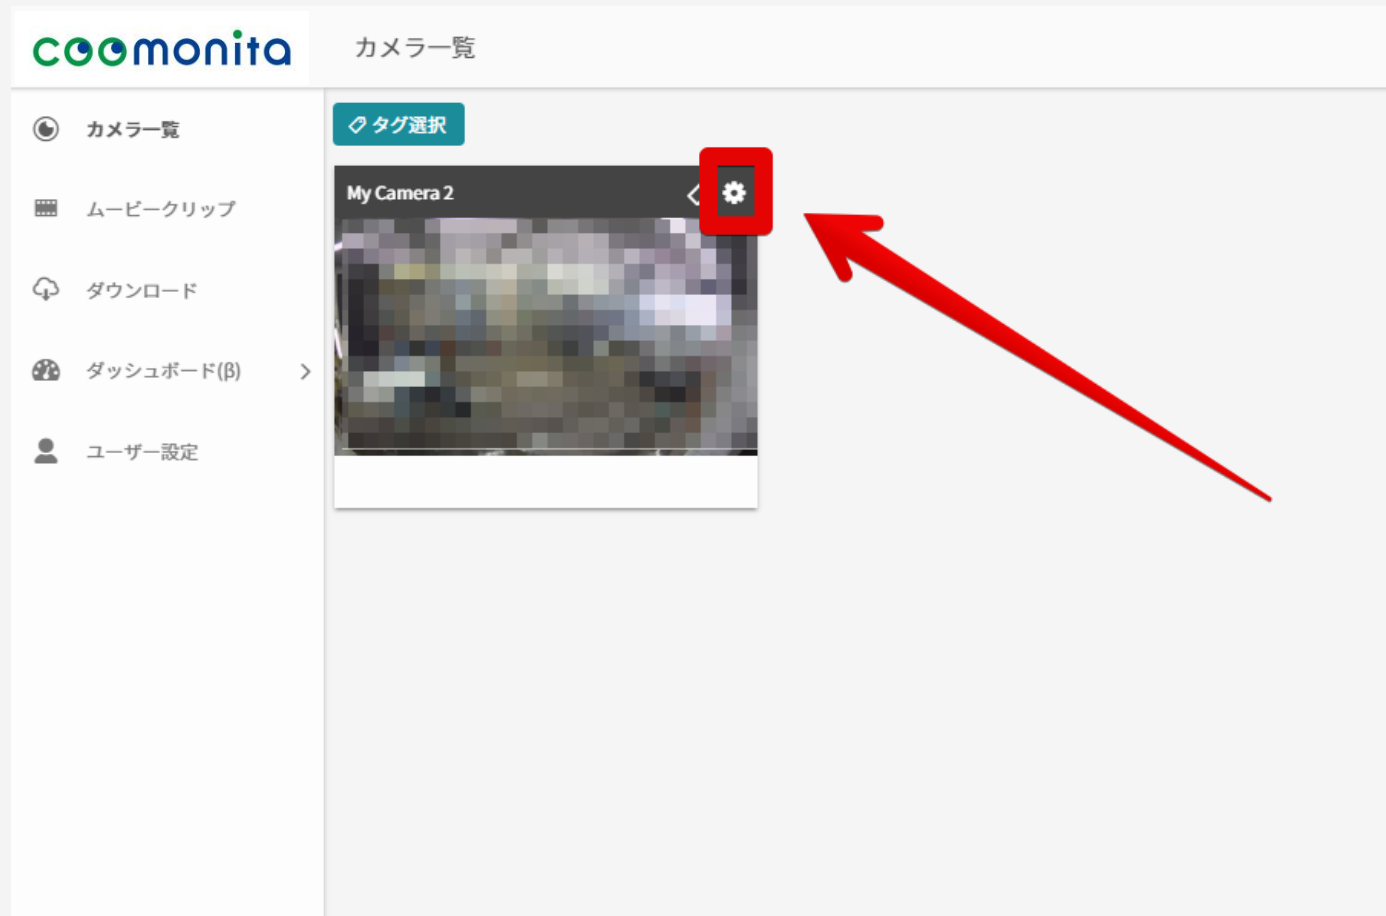 coomonita
カメラ一覧
カメラ一覧
ムービークリップ
ダウンロード
ダッシュボード(β)
ユーザー設定
タグ選択
My Camera 2